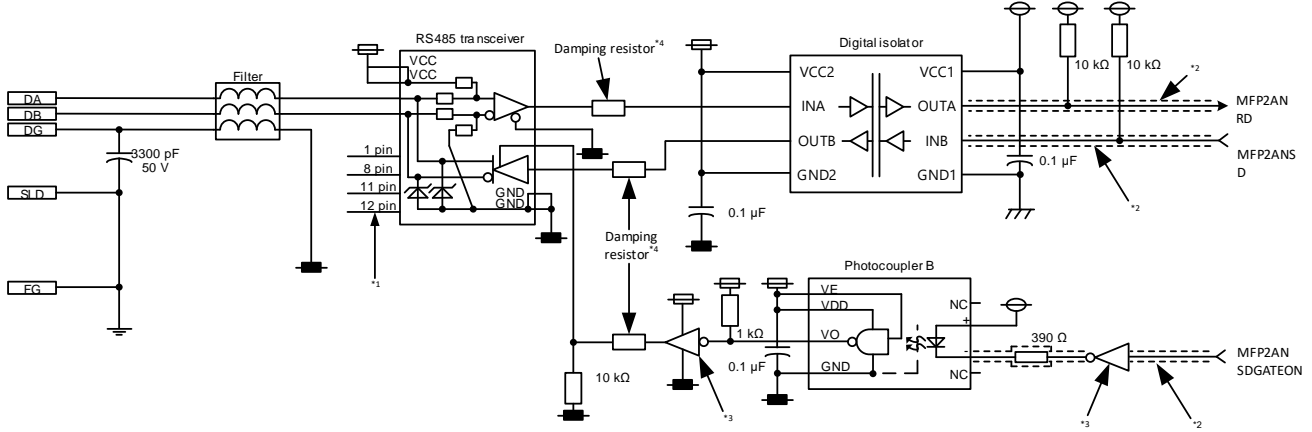 RS485 transceiver
Damping resistor*4
Digital isolator
VCC
VCC
Filter
DA
DB
DG
3300 pF
50 V
SLD
FG
1 pin
8 pin
11 pin
12 pin
*1
GND
GND
Damping
resistor*4
0.1 µF
VCC2
VCC1
INA
OUTA
OUTB
INB
GND2
GND1
0.1 µF
10 kΩ
10 kΩ
*2
MFP2AN
RD
MFP2ANS
D
*2
Photocoupler B
VE
VDD
VO
GND
NC
+
-
NC
1 kΩ
0.1 µF
10 kΩ
*3
390 Ω
MFP2AN
SDGATEON
*3
*2